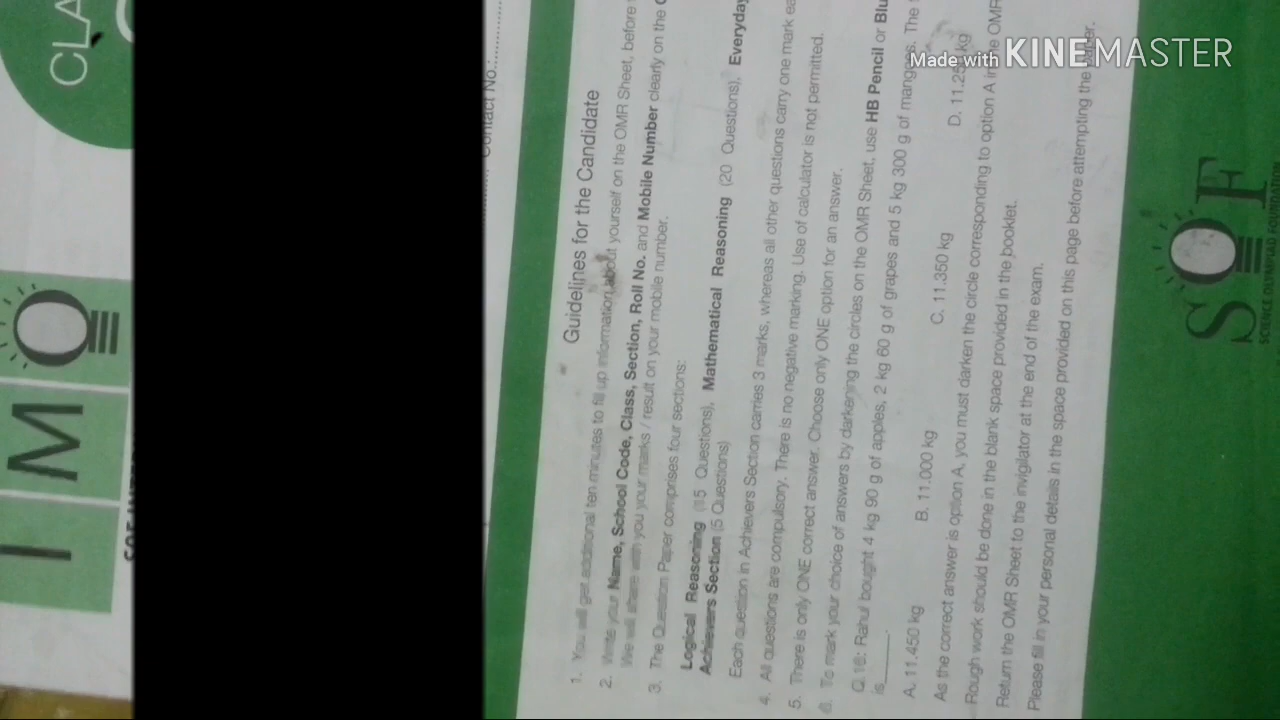 IMO
CLA
Contact No.:
Guidelines for the Candidate
1. You will get additional ten minutes to fill up information about yourself on the OMR Sheet, before
2. Write your Name, School Code, Class, Section, Roll No. and Mobile Number clearly on the
We will share with you your marks / result on your mobile number.
3. The Question Paper comprises four sections:
Logical Reasoning (15 Questions), Mathematical Reasoning (20 Questions), Everyday
Achievers Section (5 Questions)
Each question in Achievers Section carries 3 marks, whereas all other questions carry one mark
4. All questions are compulsory. There is no negative marking. Use of calculator is not permitted.
5. There is only ONE correct answer. Choose only ONE option for an answer.
6. To mark your choice of answers by darkening the circles on the OMR Sheet, use HB Pencil or
Q.16: Rahul bought 4 kg 90 g of apples, 2 kg 60 g of grapes and 5 kg 300 g of mangoes. The
is______.
A. 11.450 kg B. 11.000 kg C. 11.350 kg D. kg
As the correct answer is option A, you must darken the circle corresponding to option A in the OMR
Rough work should be done in the blank space provided in the booklet.
Return the OMR Sheet to the invigilator at the end of the exam.
Please fill in your personal details in the space provided on this page before attempting the paper.
SOF
SCIENCE OLYMPIAD FOUNDATION
Made with KINEMASTER